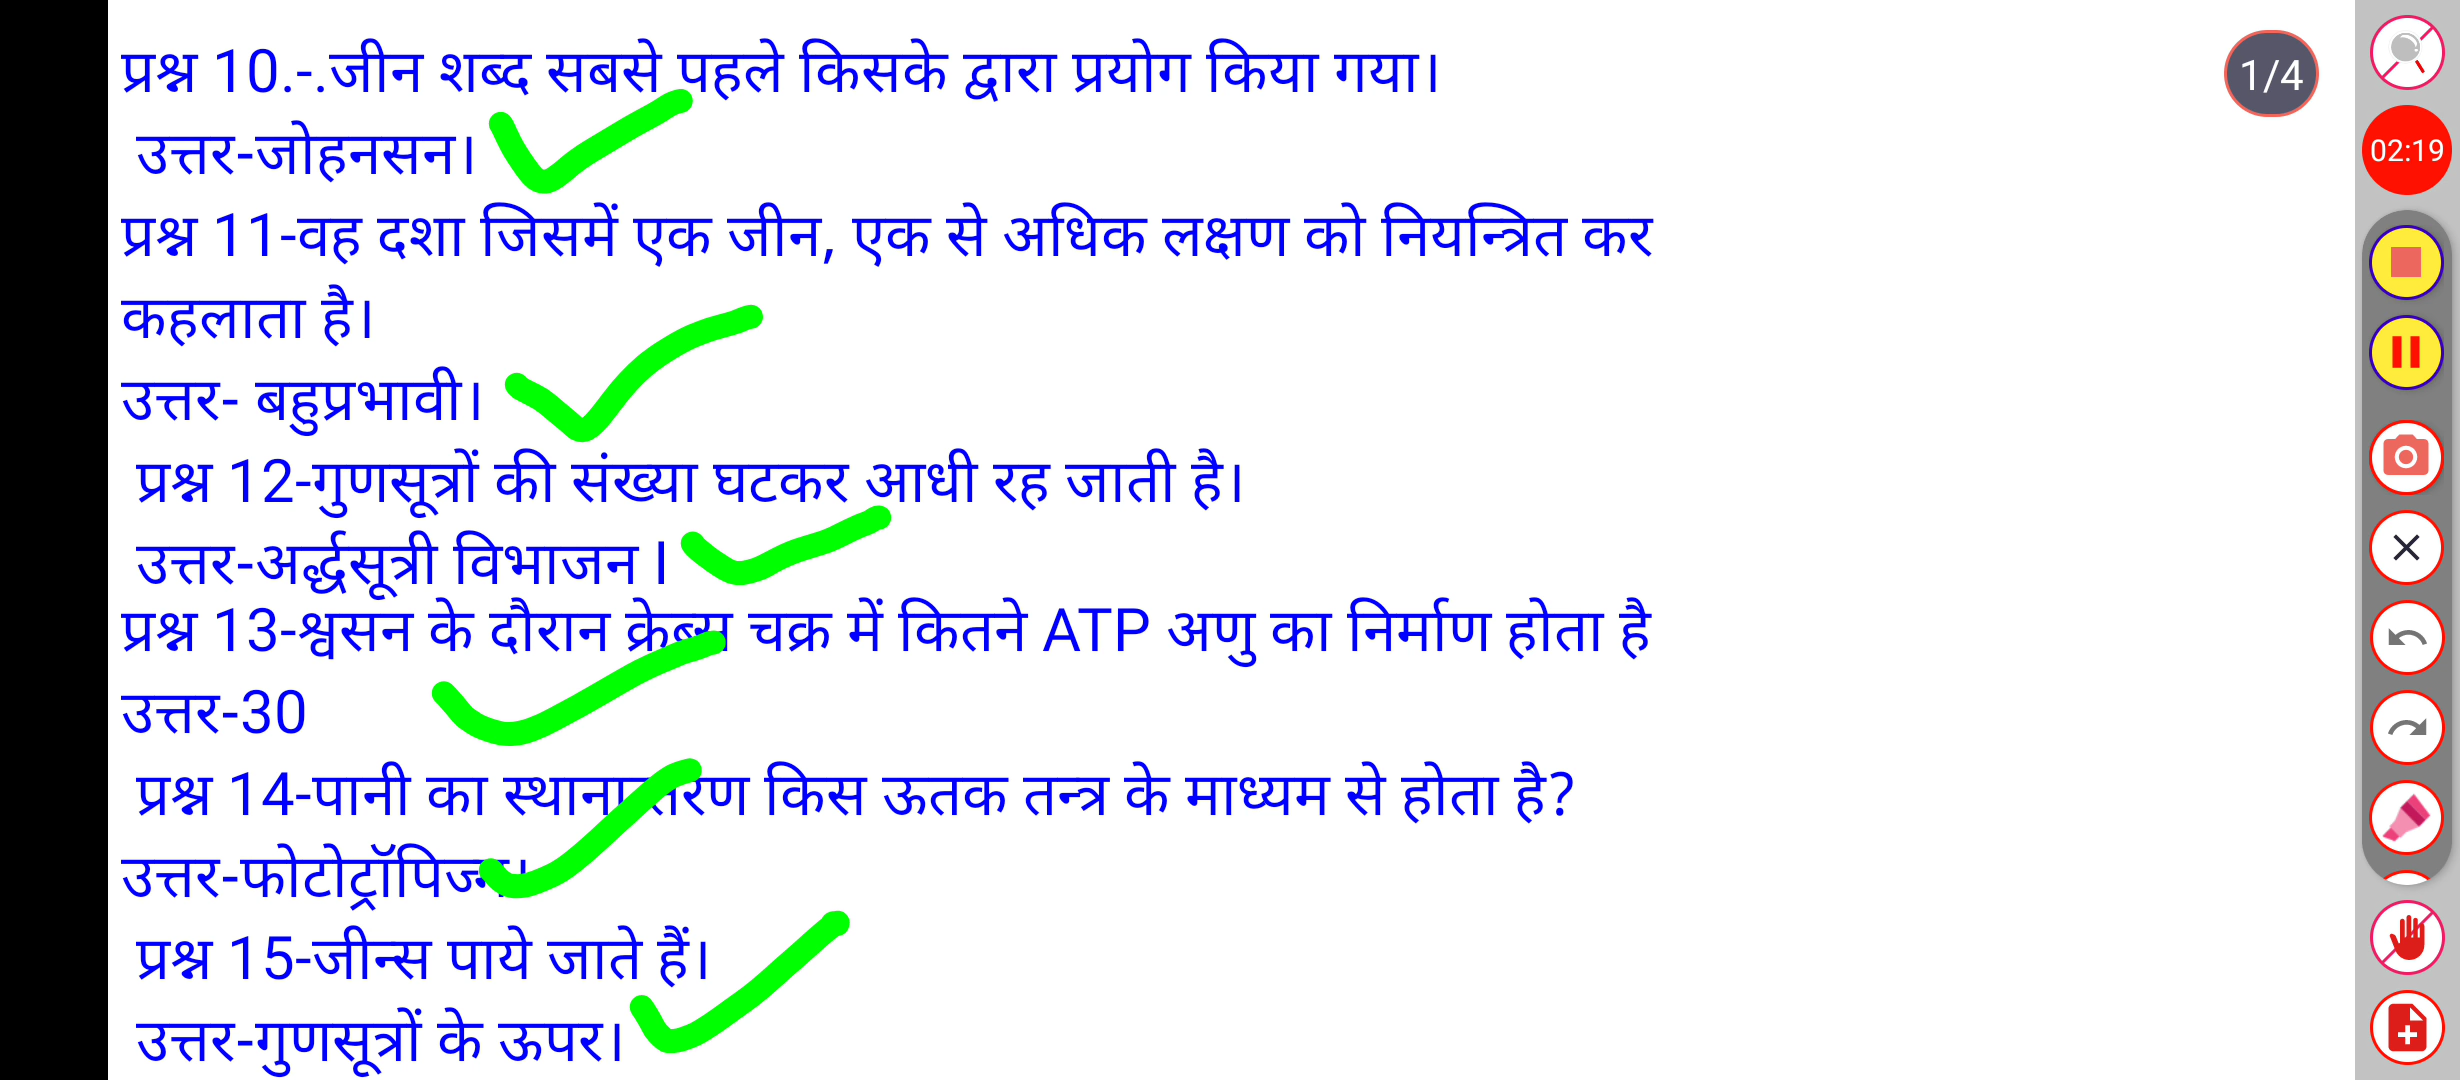 प्रश्न 10.-.जीन शब्द सबसे पहले किसके द्वारा प्रयोग किया गया।
उत्तर-जोहनसन।
प्रश्न 11-वह दशा जिसमें एक जीन, एक से अधिक लक्षण को नियन्त्रित कर
कहलाता है।
उत्तर- बहुप्रभावी।
प्रश्न 12-गुणसूत्रों की संख्या घटकर आधी रह जाती है।
उत्तर-अर्द्धसूत्री विभाजन।
प्रश्न 13-श्वसन के दौरान क्रेब्स चक्र में कितने ATP अणु का निर्माण होता है
उत्तर-30
प्रश्न 14-पानी का स्थानान्तरण किस ऊतक तन्त्र के माध्यम से होता है?
उत्तर-फोटोट्रॉपिज्म।
प्रश्न 15-जीन्स पाये जाते हैं।
उत्तर-गुणसूत्रों के ऊपर।
1/4
02:19